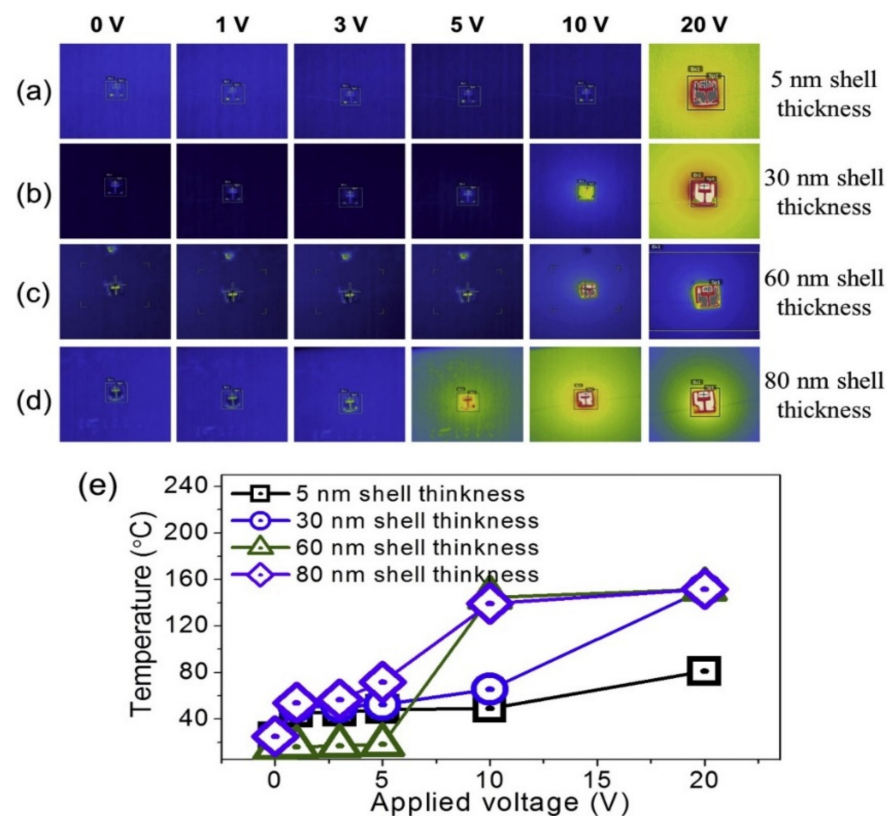 0 V 1 V 3 V 5 V 10 V 20 V
(a) 5 nm shell
thickness
(b) 30 nm shell
thickness
(c) 60 nm shell
thickness
(d) 80 nm shell
thickness
(e)
240
200
160
120
80
40
Temperature (°C)
5 nm shell thinkness
30 nm shell thinkness
60 nm shell thinkness
80 nm shell thinkness
0 5 10 15 20
Applied voltage (V)